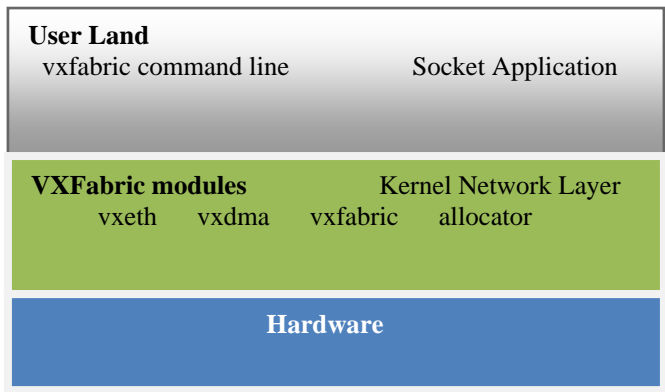 User Land
vxfabric command line Socket Application
VXFabric modules Kernel Network Layer
vxeth vxdma vxfabric allocator
Hardware